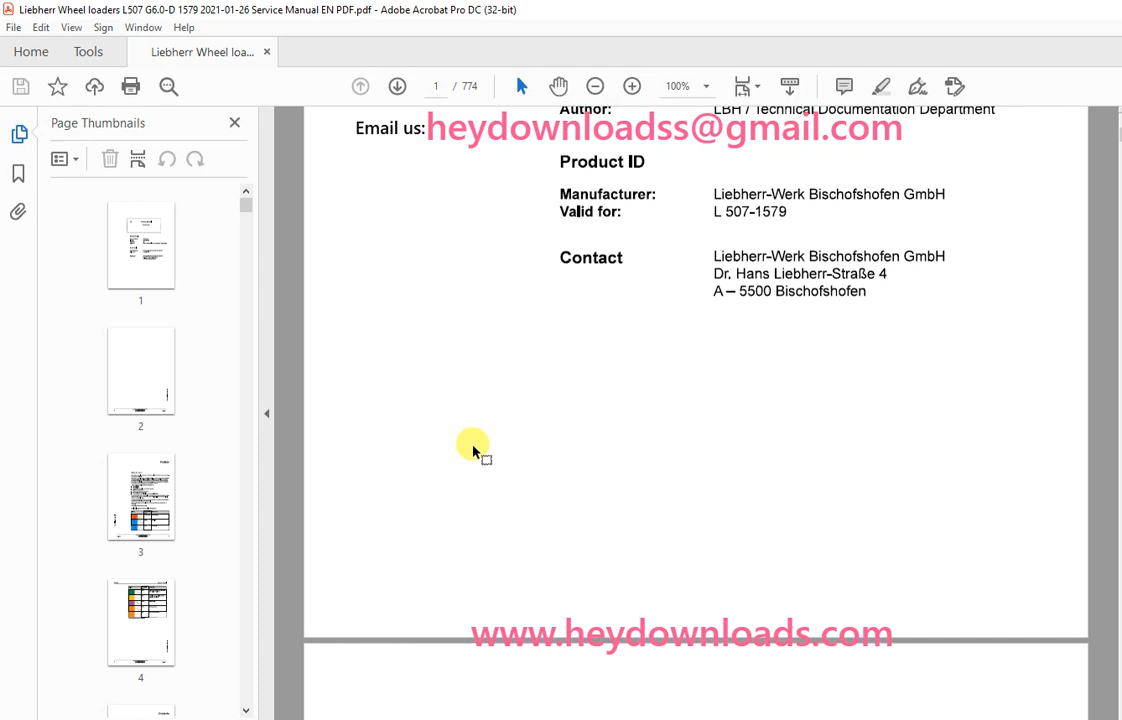 Liebherr Wheel loaders L507 G6.0-D 1579 2021-01-26 Service Manual EN PDF.pdf - Adobe Acrobat Pro DC (32-bit)
File Edit View Sign Window Help
Home Tools Liebherr Wheel loa... ×
1 / 774 100%
Page Thumbnails
1
2
3
4
Author: LBH / Technical Documentation Department
Email us: heydownloadss@gmail.com
Product ID
Manufacturer: Liebherr-Werk Bischofshofen GmbH
Valid for: L 507-1579
Contact Liebherr-Werk Bischofshofen GmbH
Dr. Hans Liebherr-Straße 4
A – 5500 Bischofshofen
www.heydownloads.com